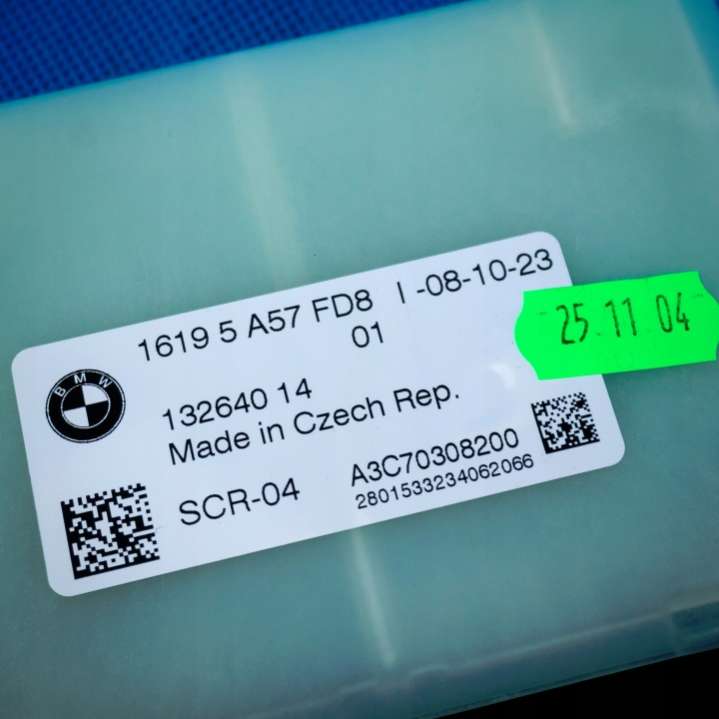 1619 5 A57 FD8 I -08-10-23
01
25 11 04
BMW
132640 14
Made in Czech Rep.
SCR-04
A3C70308200
2801533234062066